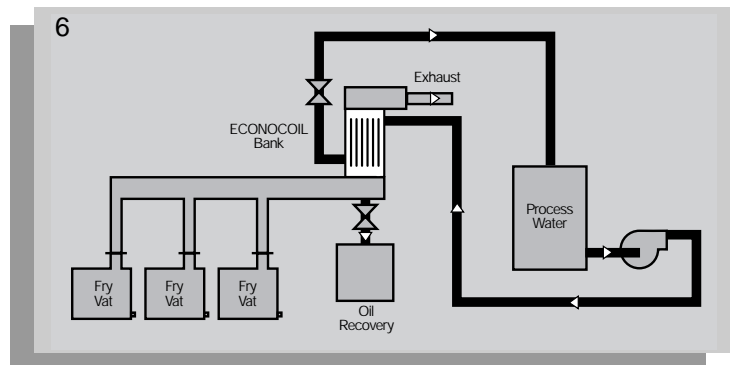 6
Exhaust
ECONOCOIL
Bank
Process
Water
Fry
Vat
Fry
Vat
Fry
Vat
Oil
Recovery